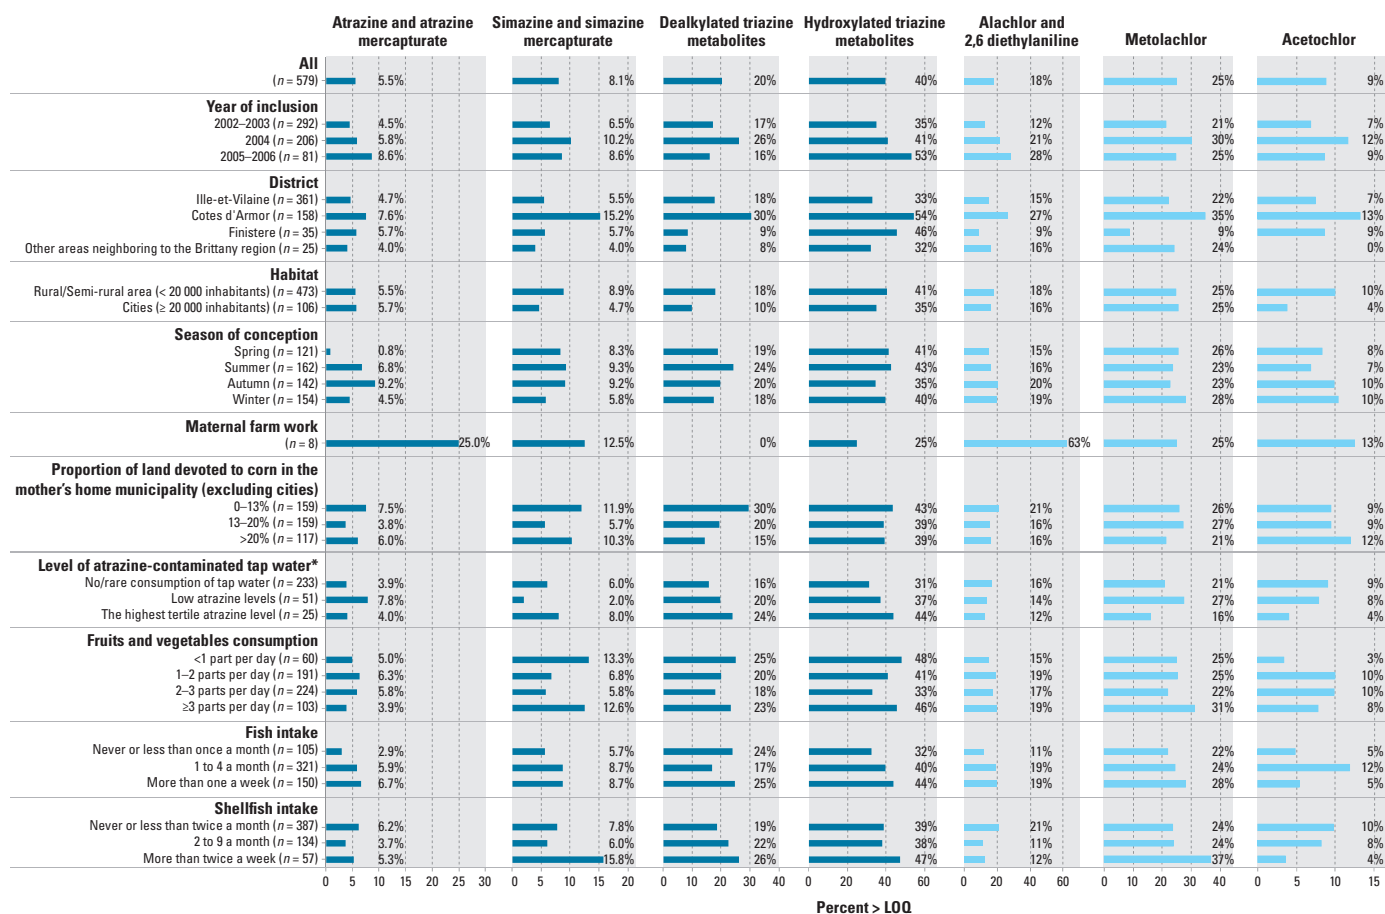 Atrazine and atrazine mercapturate
Simazine and simazine mercapturate
Dealkylated triazine metabolites
Hydroxylated triazine metabolites
Alachlor and 2,6 diethylaniline
Metolachlor
Acetochlor
All
(n = 579) 5.5% 8.1% 20% 40% 18% 25% 9%
Year of inclusion
2002–2003 (n = 292) 4.5% 6.5% 17% 35% 12% 21% 7%
2004 (n = 206) 5.8% 10.2% 26% 41% 21% 30% 12%
2005–2006 (n = 81) 8.6% 8.6% 16% 53% 28% 25% 9%
District
Ille-et-Vilaine (n = 361) 4.7% 5.5% 18% 33% 15% 22% 7%
Cotes d'Armor (n = 158) 7.6% 15.2% 30% 54% 27% 35% 13%
Finistere (n = 35) 5.7% 5.7% 9% 46% 9% 9% 9%
Other areas neighboring to the Brittany region (n = 25) 4.0% 4.0% 8% 32% 16% 24% 0%
Habitat
Rural/Semi-rural area (< 20 000 inhabitants) (n = 473) 5.5% 8.9% 18% 41% 18% 25% 10%
Cities (≥ 20 000 inhabitants) (n = 106) 5.7% 4.7% 10% 35% 16% 25% 4%
Season of conception
Spring (n = 121) 0.8% 8.3% 19% 41% 15% 26% 8%
Summer (n = 162) 6.8% 9.3% 24% 43% 16% 23% 7%
Autumn (n = 142) 9.2% 9.2% 20% 35% 20% 23% 10%
Winter (n = 154) 4.5% 5.8% 18% 40% 19% 28% 10%
Maternal farm work
(n = 8) 25.0% 12.5% 0% 25% 63% 25% 13%
Proportion of land devoted to corn in the
mother's home municipality (excluding cities)
0–13% (n = 159) 7.5% 11.9% 30% 43% 21% 26% 9%
13–20% (n = 159) 3.8% 5.7% 20% 39% 16% 27% 9%
>20% (n = 117) 6.0% 10.3% 15% 39% 16% 21% 12%
Level of atrazine-contaminated tap water*
No/rare consumption of tap water (n = 233) 3.9% 6.0% 16% 31% 16% 21% 9%
Low atrazine levels (n = 51) 7.8% 2.0% 20% 37% 14% 27% 8%
The highest tertile atrazine level (n = 25) 4.0% 8.0% 24% 44% 12% 16% 4%
Fruits and vegetables consumption
<1 part per day (n = 60) 5.0% 13.3% 25% 48% 15% 25% 3%
1–2 parts per day (n = 191) 6.3% 6.8% 20% 41% 19% 25% 10%
2–3 parts per day (n = 224) 5.8% 5.8% 18% 33% 17% 22% 10%
≥3 parts per day (n = 103) 3.9% 12.6% 23% 46% 19% 31% 8%
Fish intake
Never or less than once a month (n = 105) 2.9% 5.7% 24% 32% 11% 22% 5%
1 to 4 a month (n = 321) 5.9% 8.7% 17% 40% 19% 24% 12%
More than one a week (n = 150) 6.7% 8.7% 25% 44% 19% 28% 5%
Shellfish intake
Never or less than twice a month (n = 387) 6.2% 7.8% 19% 39% 21% 24% 10%
2 to 9 a month (n = 134) 3.7% 6.0% 22% 38% 11% 24% 8%
More than twice a week (n = 57) 5.3% 15.8% 26% 47% 12% 37% 4%
0 5 10 15 20 25 30 0 5 10 15 20 0 10 20 30 40 0 20 40 60 0 20 40 60 0 10 20 30 40 0 5 10 15
Percent > LOQ